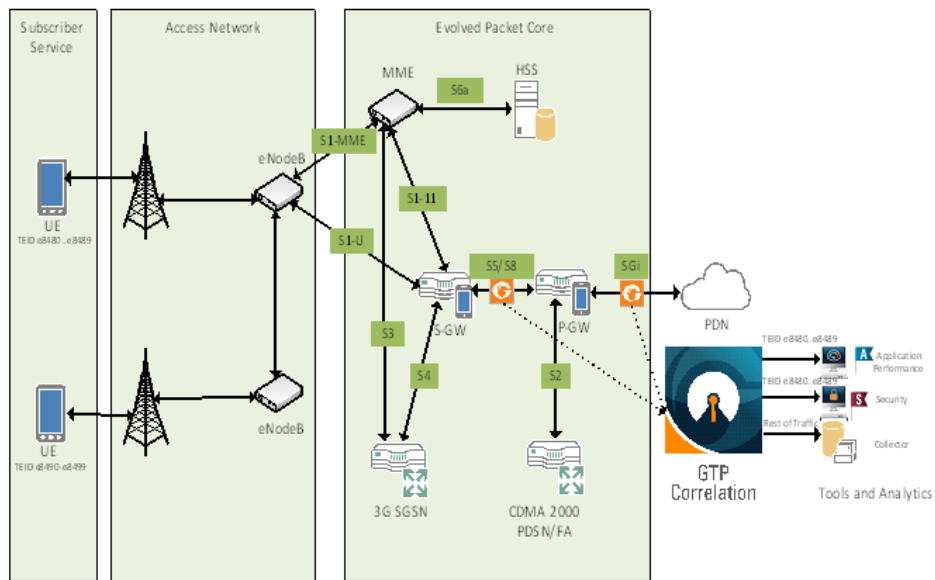 Subscriber
Service
Access Network
Evolved Packet Core
MME
HSS
S6a
S1-MME
eNodeB
S1-11
UE
TEID e8480..e8489
S1-U
S5/S8
SGi
S-GW
P-GW
PDN
S3
S4
S2
TEID e8480..e8489
A
Application
Performance
TEID e8480..e8489
S
Security
Rest of Traffic
Collector
eNodeB
UE
TEID e8490-e8499
GTP
Correlation
Tools and Analytics
3G SGSN
CDMA 2000
PDSN/FA